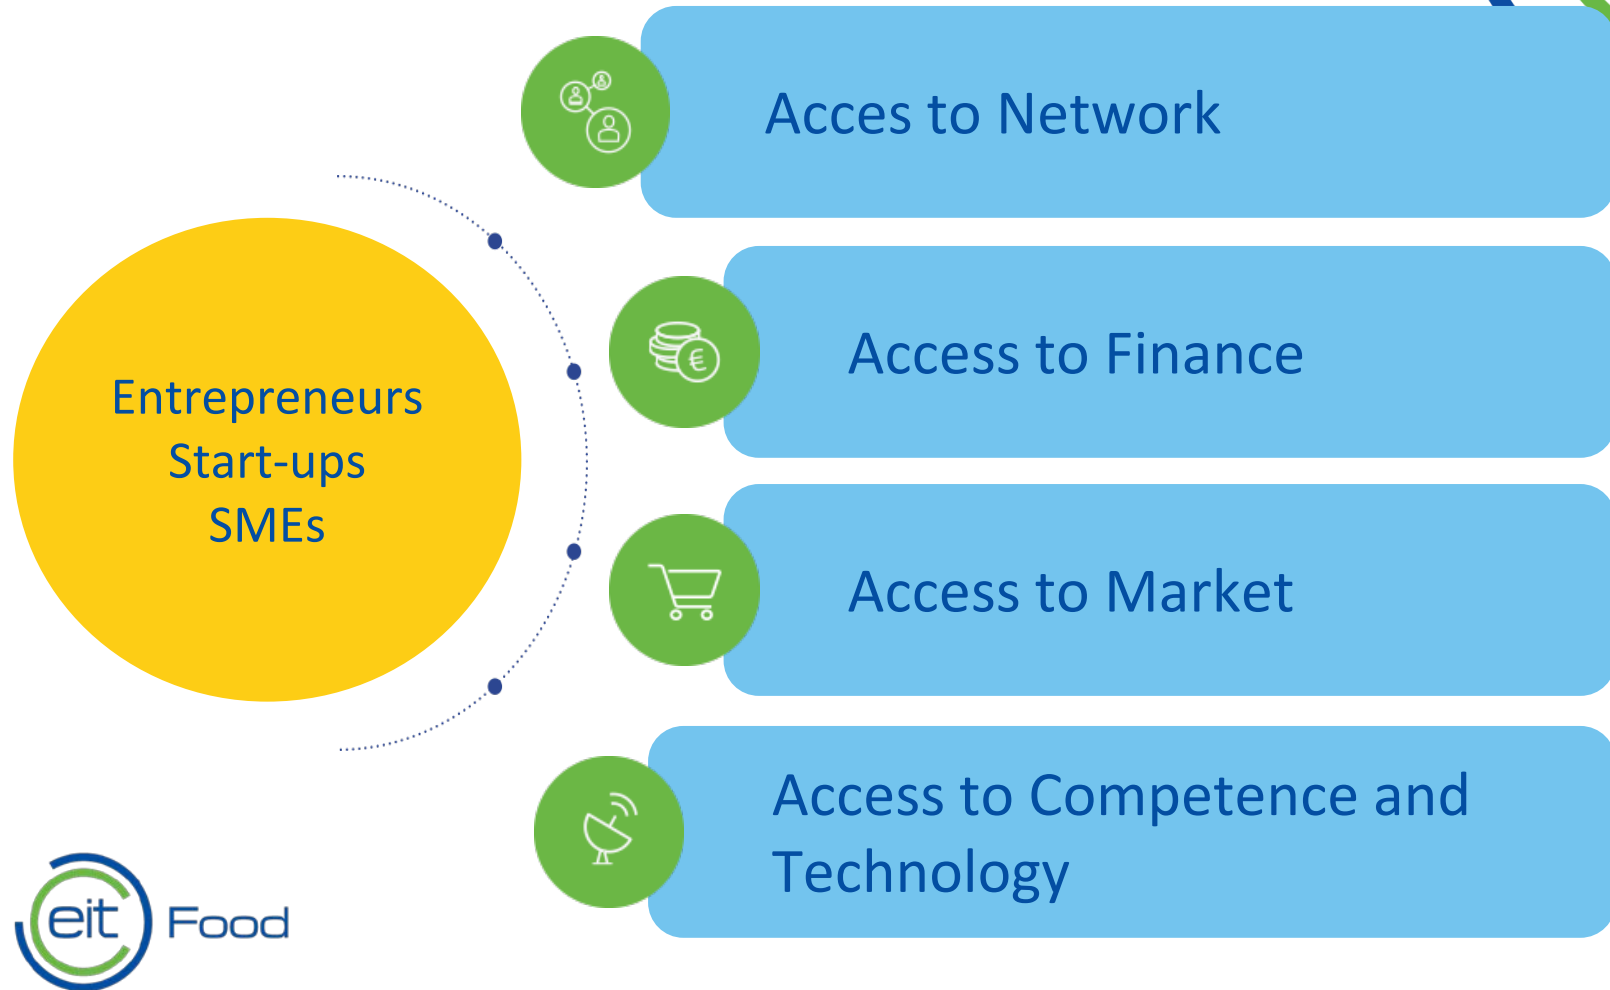 Acces to Network
Access to Finance
Entrepreneurs
Start-ups
SMEs
Access to Market
Access to Competence and
Technology
eit Food
€